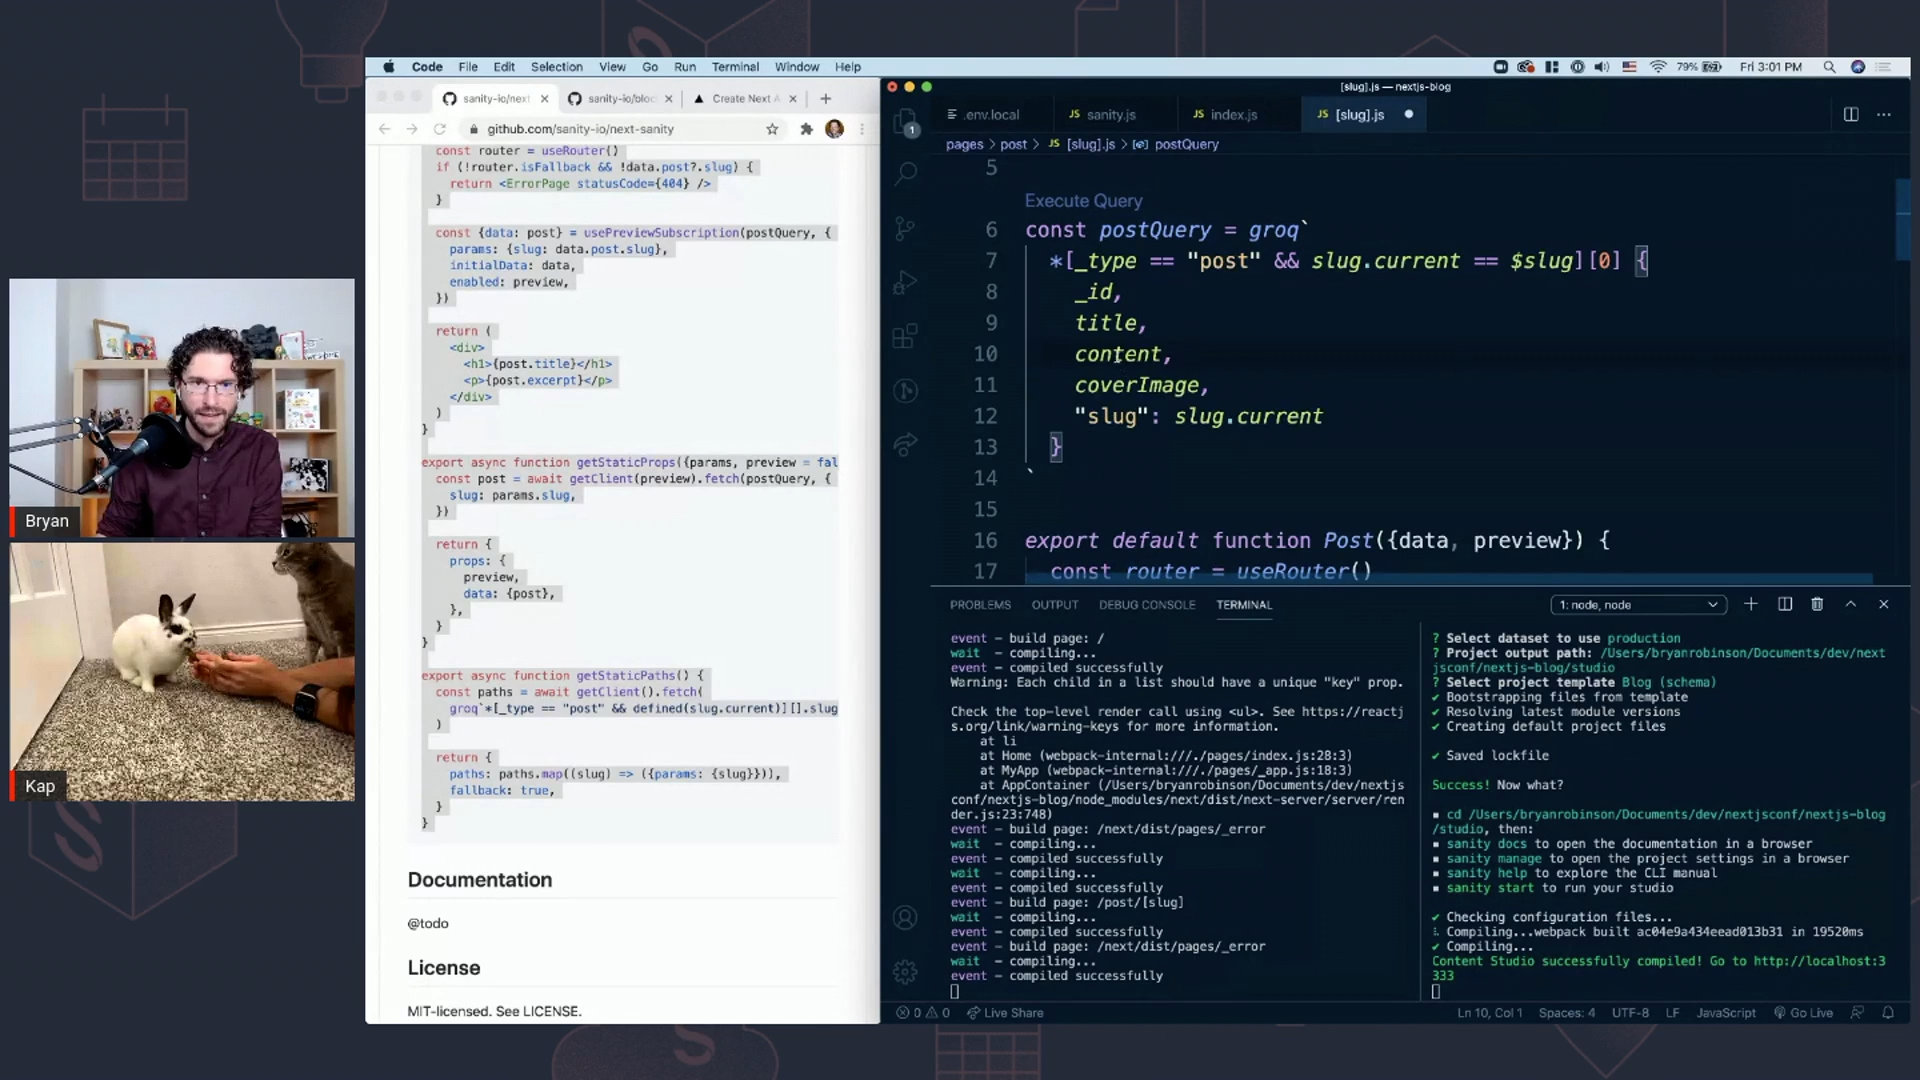 Code File Edit Selection View Go Run Terminal Window Help
79% Fri 3:01 PM
sanity-io/next
sanity-io/bloc
Create Next A
github.com/sanity-io/next-sanity
const router = useRouter()
if (!router.isFallback && !data.post?.slug) {
return <ErrorPage statusCode={404} />
}
const {data: post} = usePreviewSubscription(postQuery, {
params: {slug: data.post.slug},
initialData: data,
enabled: preview,
})
return (
<div>
<h1>{post.title}</h1>
<p>{post.excerpt}</p>
</div>
)
}
export async function getStaticProps({params, preview = fal
const post = await getClient(preview).fetch(postQuery, {
slug: params.slug,
})
return {
props: {
preview,
data: {post},
},
}
}
export async function getStaticPaths() {
const paths = await getClient().fetch(
groq`*[_type == "post" && defined(slug.current)][].slug
)
return {
paths: paths.map((slug) => ({params: {slug}})),
fallback: true,
}
}
Documentation
@todo
License
MIT-licensed. See LICENSE.
[slug].js — nextjs-blog
1
.env.local
JS sanity.js
JS index.js
JS [slug].js
pages > post > JS [slug].js > postQuery
5
Execute Query
6 const postQuery = groq`
7 *[_type == "post" && slug.current == $slug][0] {
8 _id,
9 title,
10 content,
11 coverImage,
12 "slug": slug.current
13 }
14 `
15
16 export default function Post({data, preview}) {
17 const router = useRouter()
PROBLEMS OUTPUT DEBUG CONSOLE TERMINAL
1: node, node
event - build page: /
wait - compiling...
event - compiled successfully
Warning: Each child in a list should have a unique "key" prop.
Check the top-level render call using <ul>. See https://reactj
s.org/link/warning-keys for more information.
at li
at Home (webpack-internal:///./pages/index.js:28:3)
at MyApp (webpack-internal:///./pages/_app.js:18:3)
at AppContainer (/Users/bryanrobinson/Documents/dev/nextjs
conf/nextjs-blog/node_modules/next/dist/next-server/server/ren
der.js:23:748)
event - build page: /next/dist/pages/_error
wait - compiling...
event - compiled successfully
wait - compiling...
event - compiled successfully
event - build page: /post/[slug]
wait - compiling...
event - compiled successfully
event - build page: /next/dist/pages/_error
wait - compiling...
event - compiled successfully
? Select dataset to use production
? Project output path: /Users/bryanrobinson/Documents/dev/next
jsconf/nextjs-blog/studio
? Select project template Blog (schema)
✔ Bootstrapping files from template
✔ Resolving latest module versions
✔ Creating default project files
✔ Saved lockfile
Success! Now what?
▪ cd /Users/bryanrobinson/Documents/dev/nextjsconf/nextjs-blog
/studio, then:
▪ sanity docs to open the documentation in a browser
▪ sanity manage to open the project settings in a browser
▪ sanity help to explore the CLI manual
▪ sanity start to run your studio
✔ Checking configuration files...
Compiling...webpack built ac04e9a434eead013b31 in 19520ms
✔ Compiling...
Content Studio successfully compiled! Go to http://localhost:3
333
0 0 Live Share
Ln 10, Col 1 Spaces: 4 UTF-8 LF JavaScript Go Live
Bryan
Kap